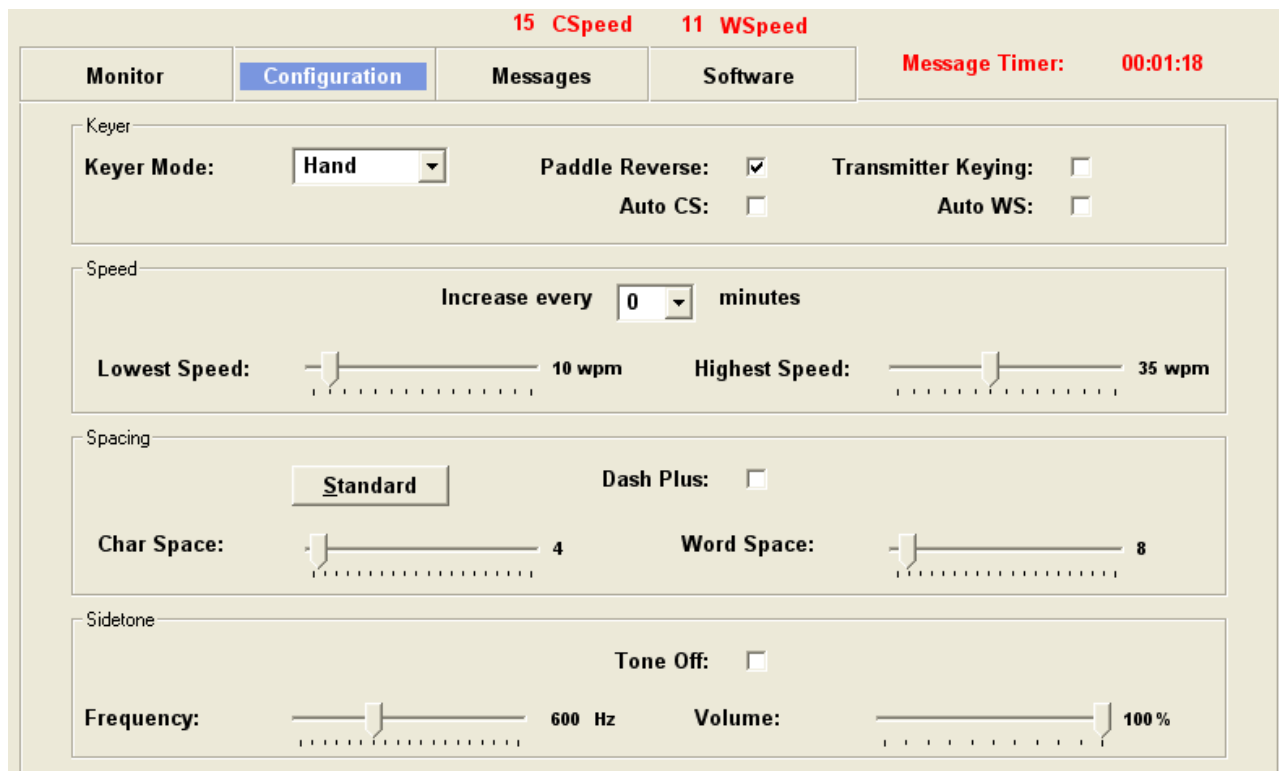 15 CSpeed 11 WSpeed
Monitor Configuration Messages Software Message Timer: 00:01:18
Keyer
Keyer Mode: Hand Paddle Reverse: Transmitter Keying:
Auto CS: Auto WS:
Speed
Increase every 0 minutes
Lowest Speed: 10 wpm Highest Speed: 35 wpm
Spacing
Standard Dash Plus:
Char Space: 4 Word Space: 8
Sidetone
Tone Off:
Frequency: 600 Hz Volume: 100 %